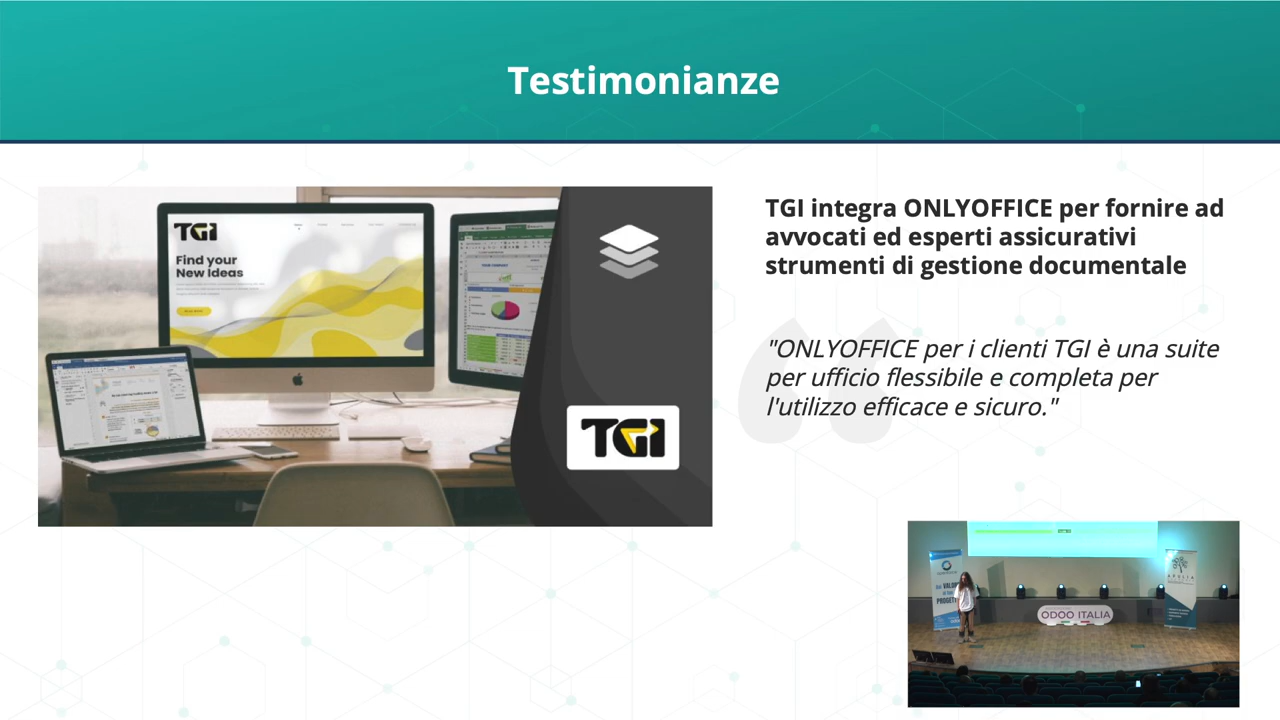 Testimonianze
TGI integra ONLYOFFICE per fornire ad
avvocati ed esperti assicurativi
strumenti di gestione documentale
"ONLYOFFICE per i clienti TGI è una suite
per ufficio flessibile e completa per
l'utilizzo efficace e sicuro."
TGI
Find your
New Ideas
TGI
ODOO ITALIA
APULIA